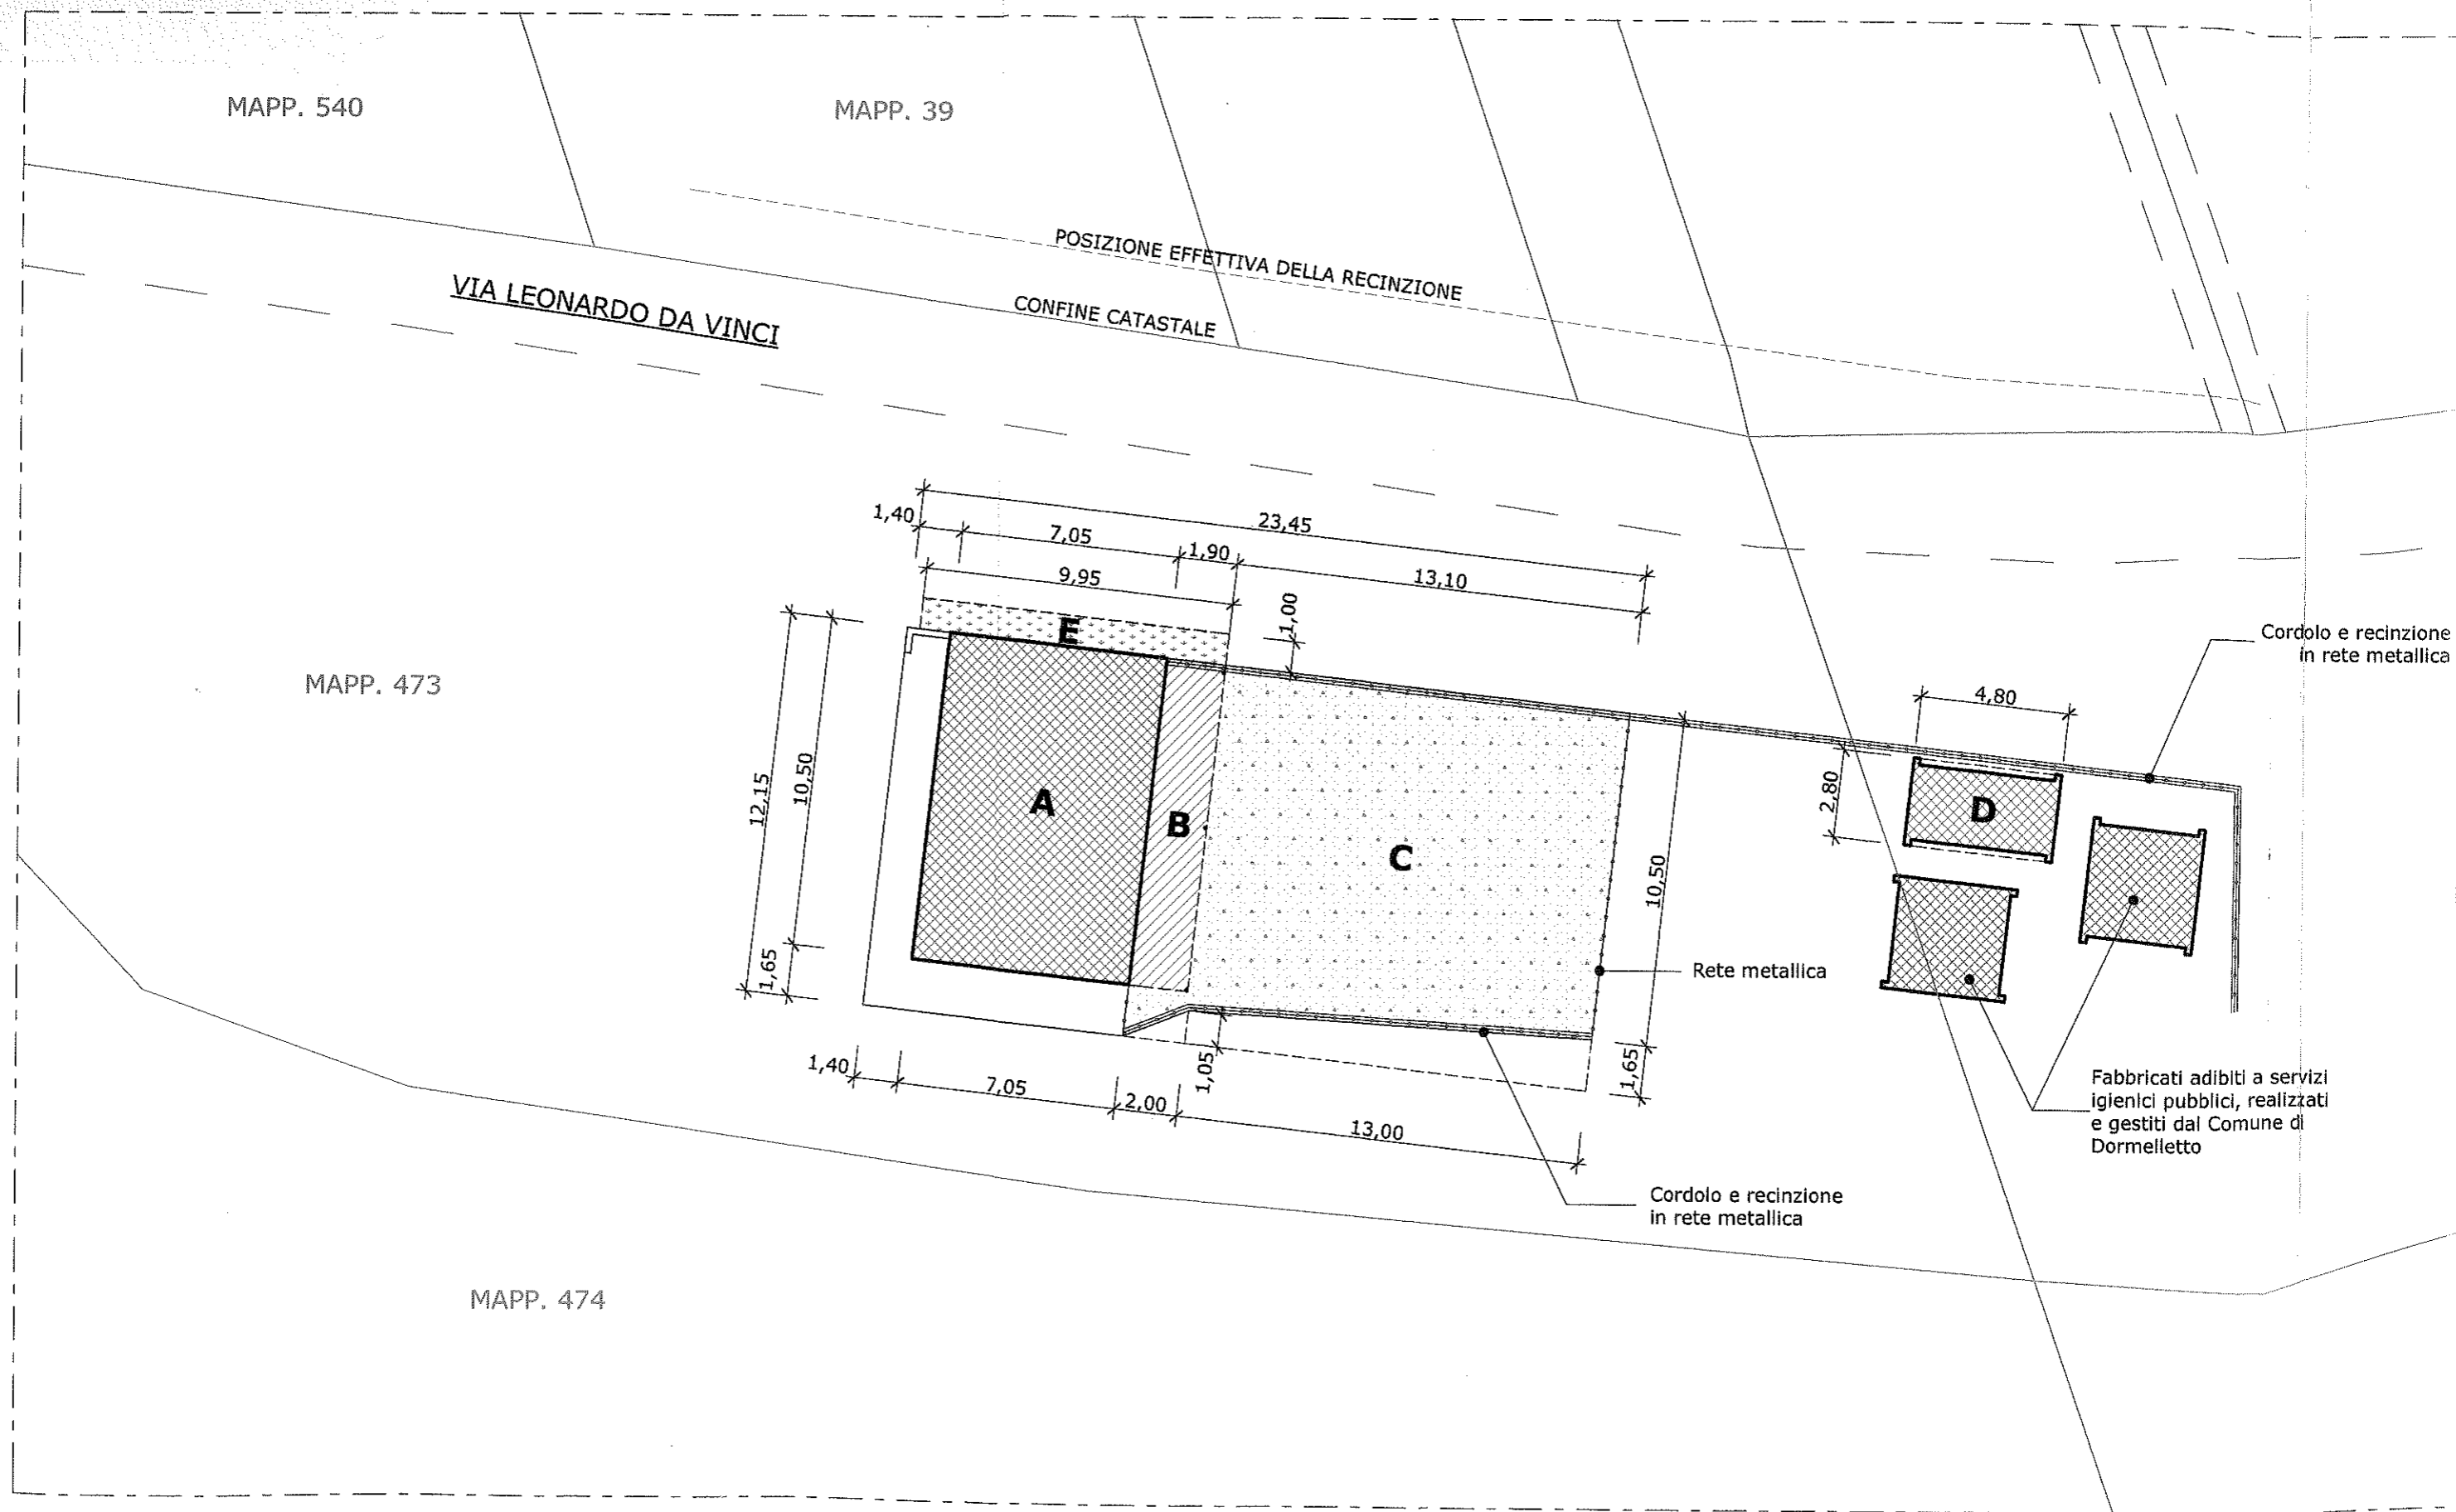 MAPP. 540
MAPP. 39
POSIZIONE EFFETTIVA DELLA RECINZIONE
VIA LEONARDO DA VINCI
CONFINE CATASTALE
23,45
1,40
7,05
1,90
13,10
9,95
1,00
E
Cordolo e recinzione
in rete metallica
MAPP. 473
4,80
12,15
10,50
A
B
C
2,80
D
10,50
1,65
Rete metallica
1,40
7,05
2,00
1,05
13,00
1,65
Fabbricati adibiti a servizi
igienici pubblici, realizzati
e gestiti dal Comune di
Dormelletto
Cordolo e recinzione
in rete metallica
MAPP. 474